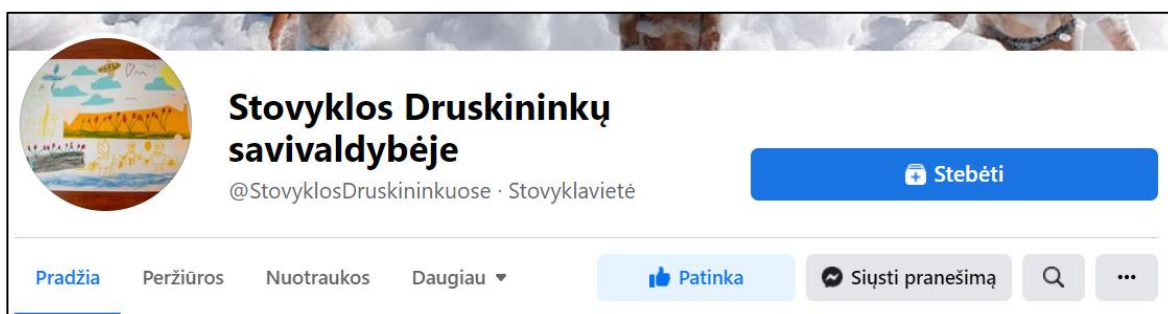 Stovyklos Druskininkų
savivaldybėje
@StovyklosDruskininkuose · Stovyklavietė
Stebėti
Pradžia Peržiūros Nuotraukos Daugiau Patinka Siųsti pranešimą